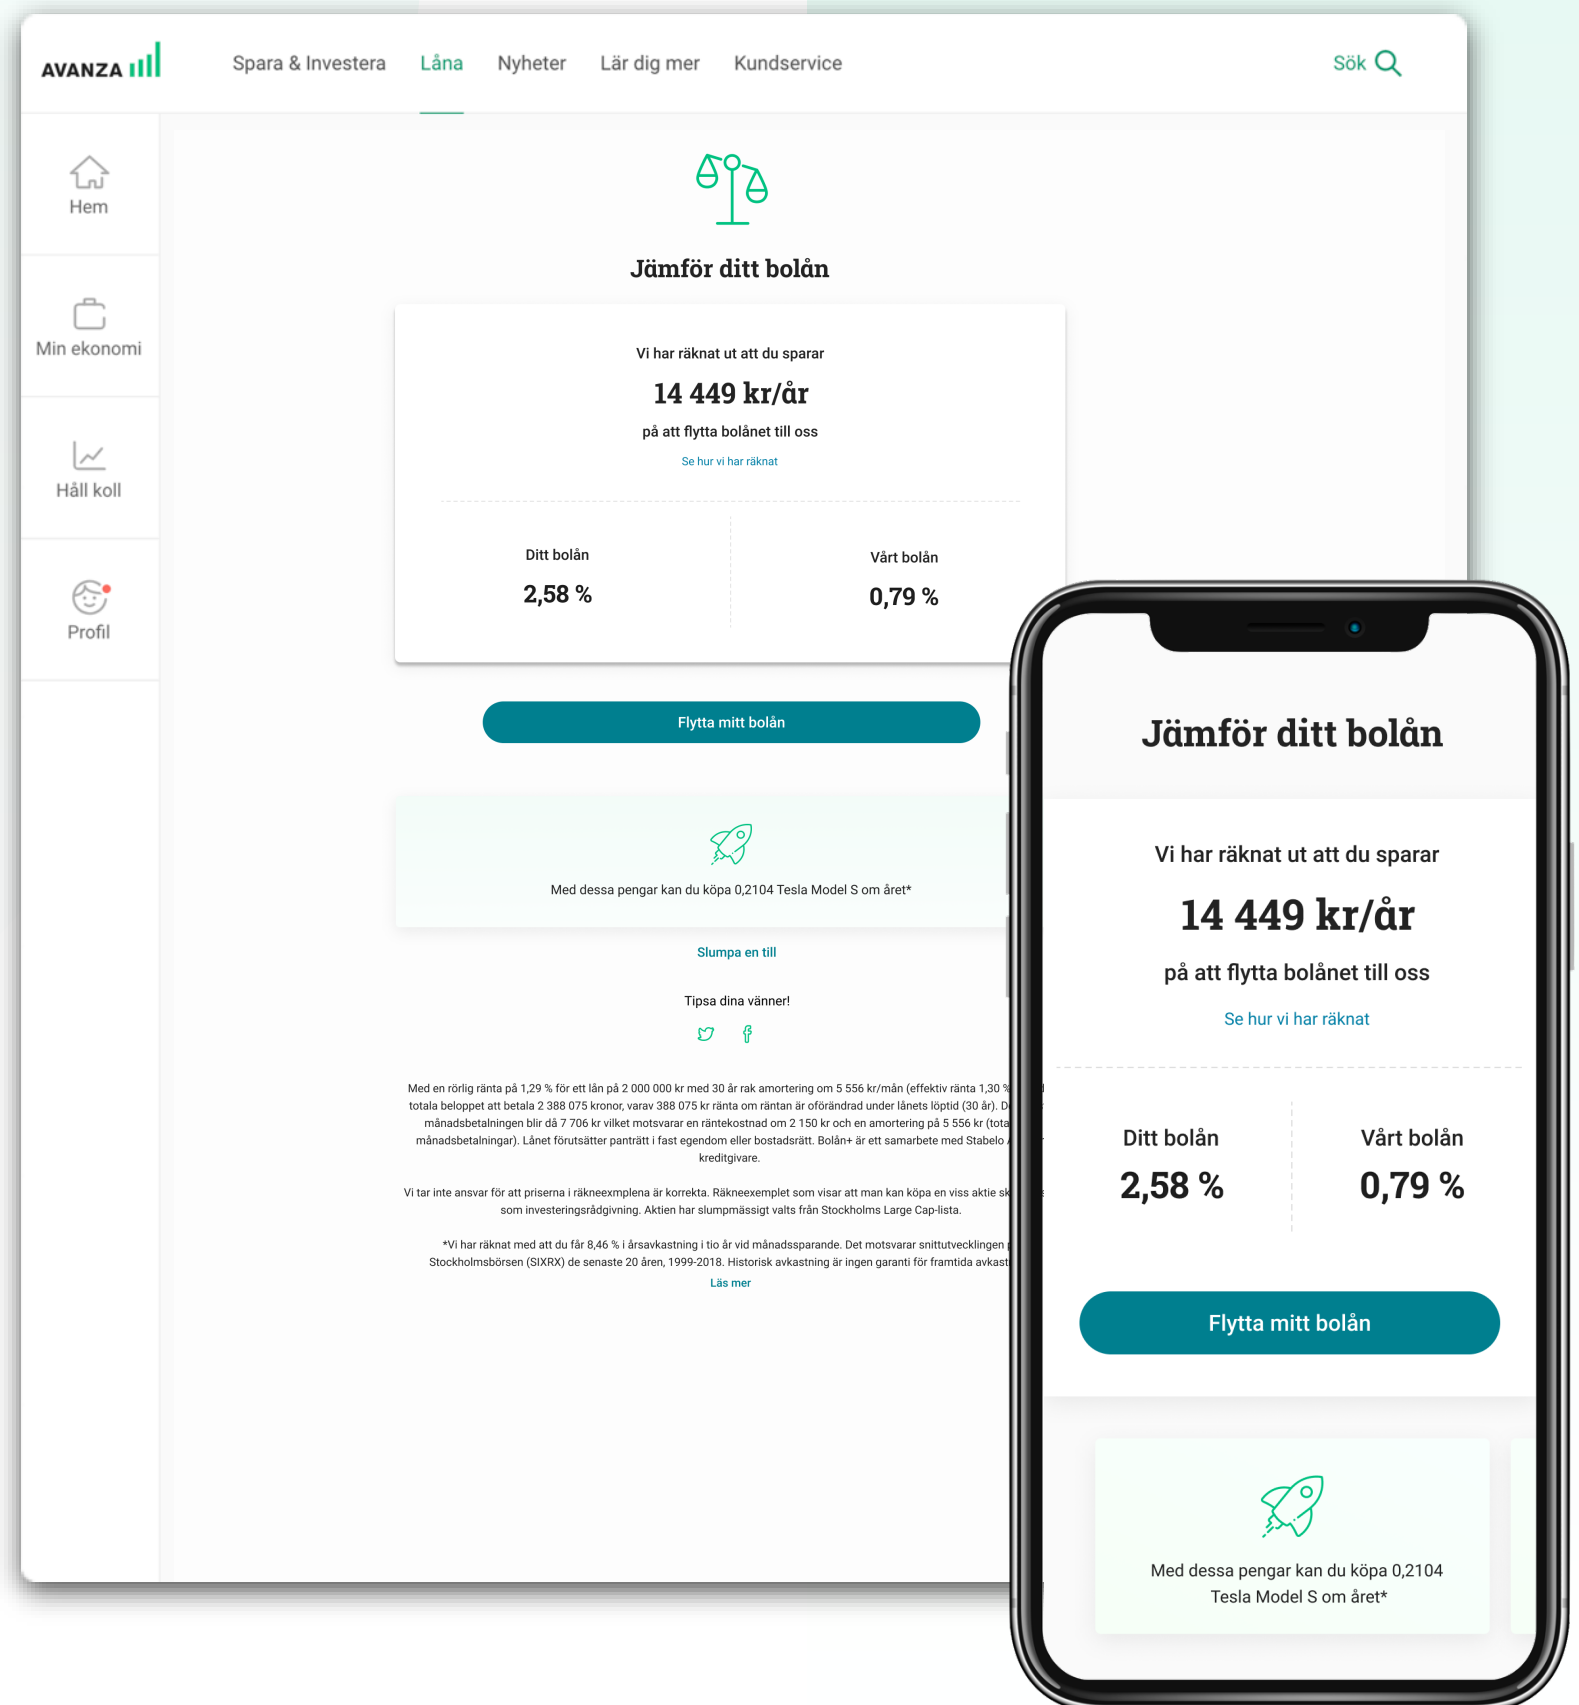 AVANZA
Spara & Investera Låna Nyheter Lär dig mer Kundservice Sök
Hem
Min ekonomi
Håll koll
Profil
Jämför ditt bolån
Vi har räknat ut att du sparar
14 449 kr/år
på att flytta bolånet till oss
Se hur vi har räknat
Ditt bolån
2,58 %
Vårt bolån
0,79 %
Flytta mitt bolån
Med dessa pengar kan du köpa 0,2104 Tesla Model S om året*
Slumpa en till
Tipsa dina vänner!
Med en rörlig ränta på 1,29 % för ett lån på 2 000 000 kr med 30 år rak amortering om 5 556 kr/mån (effektiv ränta 1,30 %
totala beloppet att betala 2 388 075 kronor, varav 388 075 kr ränta om räntan är oförändrad under lånets löptid (30 år).
månadsbetalningen blir då 7 706 kr vilket motsvarar en räntekostnad om 2 150 kr och en amortering på 5 556 kr
månadsbetalningar). Lånet förutsätter panträtt i fast egendom eller bostadsrätt. Bolån+ är ett samarbete med Stabelo
kreditgivare.
Vi tar inte ansvar för att priserna i räkneexmplena är korrekta. Räkneexemplet som visar att man kan köpa en viss aktie
som investeringsrådgivning. Aktien har slumpmässigt valts från Stockholms Large Cap-lista.
*Vi har räknat med att du får 8,46 % i årsavkastning i tio år vid månadssparande. Det motsvarar snittutvecklingen
Stockholmsbörsen (SIXRX) de senaste 20 åren, 1999-2018. Historisk avkastning är ingen garanti för framtida
Läs mer
Jämför ditt bolån
Vi har räknat ut att du sparar
14 449 kr/år
på att flytta bolånet till oss
Se hur vi har räknat
Ditt bolån
2,58 %
Vårt bolån
0,79 %
Flytta mitt bolån
Med dessa pengar kan du köpa 0,2104
Tesla Model S om året*